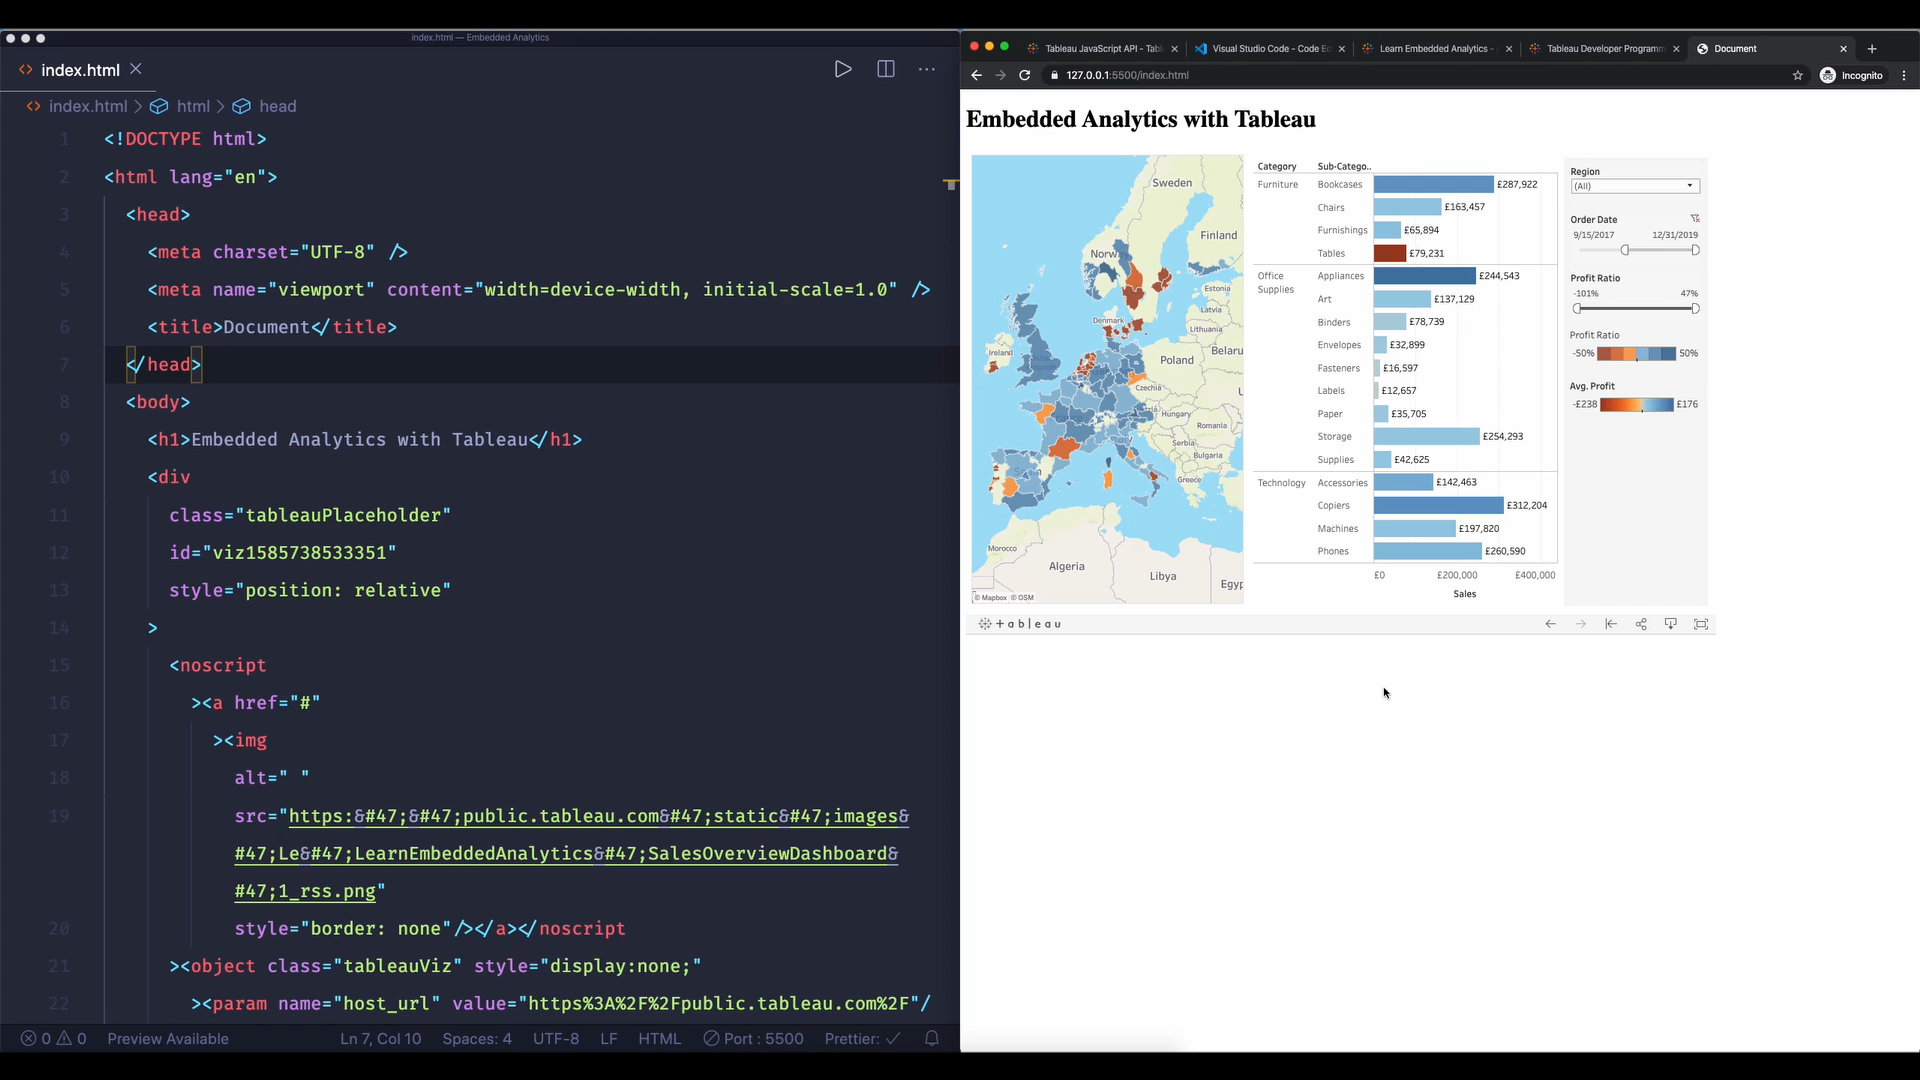 index.html — Embedded Analytics
index.html
index.html > html > head
1 <!DOCTYPE html>
2 <html lang="en">
3 <head>
4 <meta charset="UTF-8" />
5 <meta name="viewport" content="width=device-width, initial-scale=1.0" />
6 <title>Document</title>
7 </head>
8 <body>
9 <h1>Embedded Analytics with Tableau</h1>
10 <div
11 class="tableauPlaceholder"
12 id="viz1585738533351"
13 style="position: relative"
14 >
15 <noscript
16 ><a href="#"
17 ><img
18 alt=" "
19 src="https:&#47;&#47;public.tableau.com&#47;static&#47;images&
#47;Le&#47;LearnEmbeddedAnalytics&#47;SalesOverviewDashboard&
#47;1_rss.png"
20 style="border: none"/></a></noscript
21 ><object class="tableauViz" style="display:none;"
22 ><param name="host_url" value="https%3A%2F%2Fpublic.tableau.com%2F"/
0 0 Preview Available Ln 7, Col 10 Spaces: 4 UTF-8 LF HTML Port : 5500 Prettier: ✓
Tableau JavaScript API - Tabl Visual Studio Code - Code Ed Learn Embedded Analytics - Tableau Developer Programm Document
127.0.0.1:5500/index.html Incognito
Embedded Analytics with Tableau
Sweden
Finland
Norway
Estonia
Latvia
Denmark
Lithuania
Ireland
Belaru
Poland
Czechia
Hungary
Romania
Serbia
Bulgaria
Spain
Greece
Morocco
Algeria
Libya
Egyp
© Mapbox © OSM
Category Sub-Catego..
Furniture Bookcases £287,922
Chairs £163,457
Furnishings £65,894
Tables £79,231
Office Supplies Appliances £244,543
Art £137,129
Binders £78,739
Envelopes £32,899
Fasteners £16,597
Labels £12,657
Paper £35,705
Storage £254,293
Supplies £42,625
Technology Accessories £142,463
Copiers £312,204
Machines £197,820
Phones £260,590
£0 £200,000 £400,000
Sales
Region
(All)
Order Date
9/15/2017 12/31/2019
Profit Ratio
-101% 47%
Profit Ratio
-50% 50%
Avg. Profit
-£238 £176
+ a b | e a u